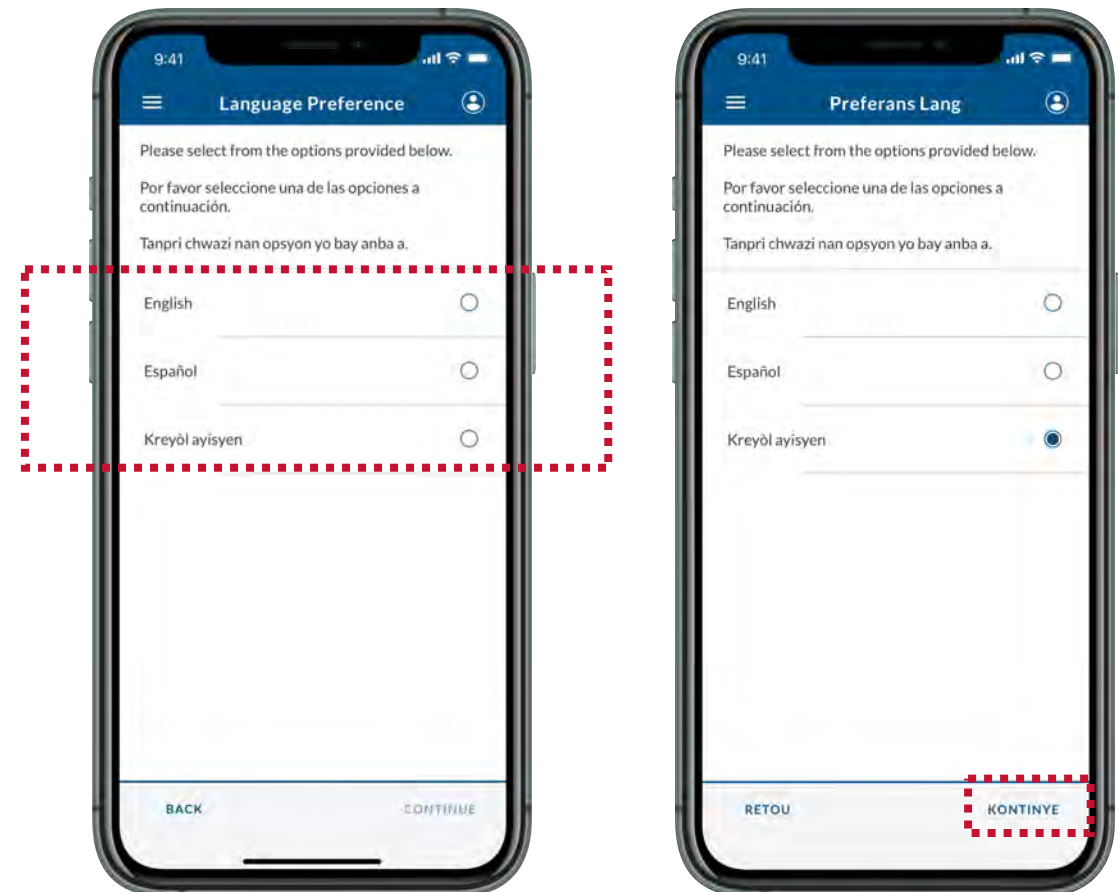 9:41
Language Preference
Please select from the options provided below.
Por favor seleccione una de las opciones a
continuación.
Tanpri chwazi nan opsyon yo bay anba a.
English
Español
Kreyòl ayisyen
BACK
CONTINUE
9:41
Preferans Lang
Please select from the options provided below.
Por favor seleccione una de las opciones a
continuación.
Tanpri chwazi nan opsyon yo bay anba a.
English
Español
Kreyòl ayisyen
RETOU
KONTINYE